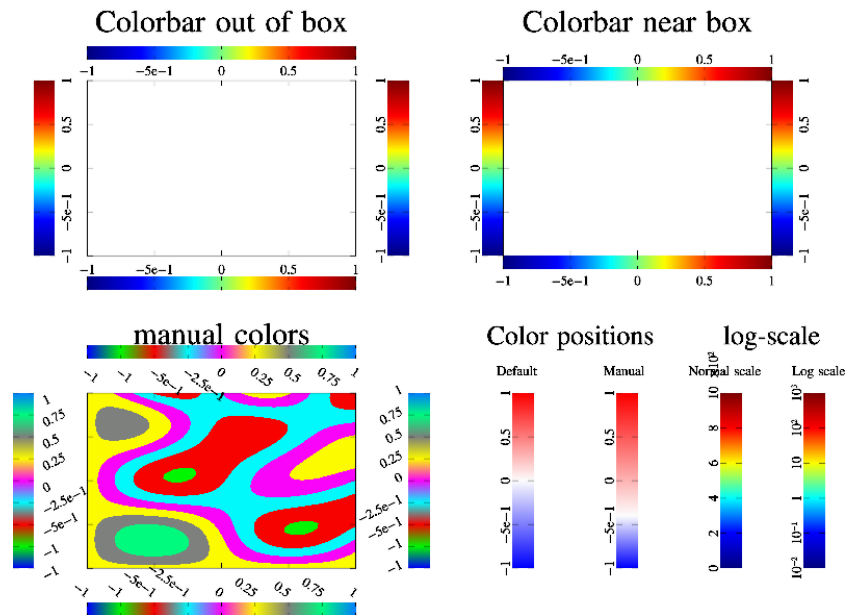 Colorbar out of box
−1 −5e−1 0 0.5 1
1
0.5
0
−5e−1
−1
1
0.5
0
−5e−1
−1
−1 −5e−1 0 0.5 1
Colorbar near box
−1 −5e−1 0 0.5 1
1
0.5
0
−5e−1
−1
1
0.5
0
−5e−1
−1
−1 −5e−1 0 0.5 1
manual colors
−1 −1 −5e−1 −2.5e−1 0 0.25 0.5 0.75 1
1
0.75
0.5
0.25
0
−2.5e−1
−5e−1
−1
−1
1
0.75
0.5
0.25
0
−2.5e−1
−5e−1
−1
−1
−1 −1 −5e−1 −2.5e−1 0 0.25 0.5 0.75 1
Color positions
Default
1
0.5
0
−5e−1
−1
Manual
1
0.5
0
−5e−1
−1
log-scale
Normal scale
10
8
6
4
2
0
Log scale
10³
10²
10
1
10⁻¹
10⁻²